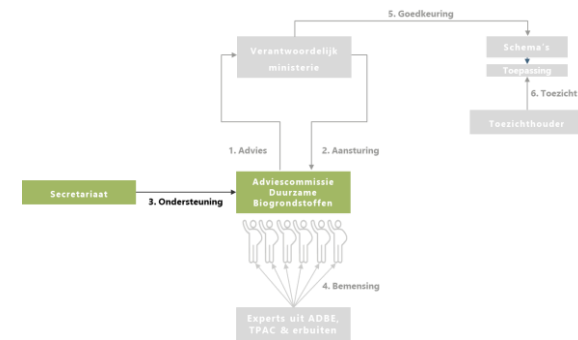 5. Goedkeuring
Verantwoordelijk
ministerie
Schema's
Toepassing
6. Toezicht
Toezichthouder
1. Advies
2. Aansturing
Adviescommissie
Duurzame
Biogrondstoffen
Secretariaat
3. Ondersteuning
4. Bemensing
Experts uit ADBE,
TPAC & erbuiten